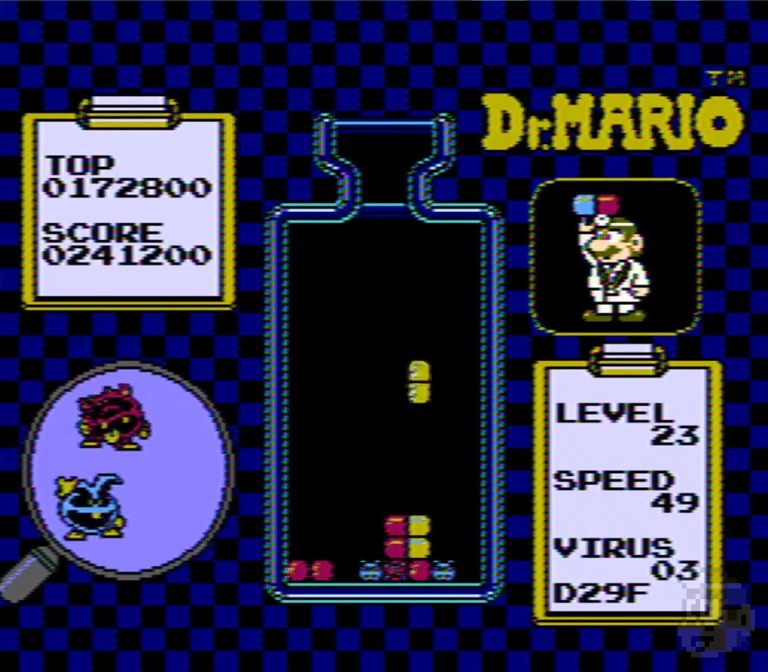 TM
Dr.MARIO
TOP
0172800
SCORE
0241200
LEVEL
23
SPEED
49
VIRUS
03
D29F